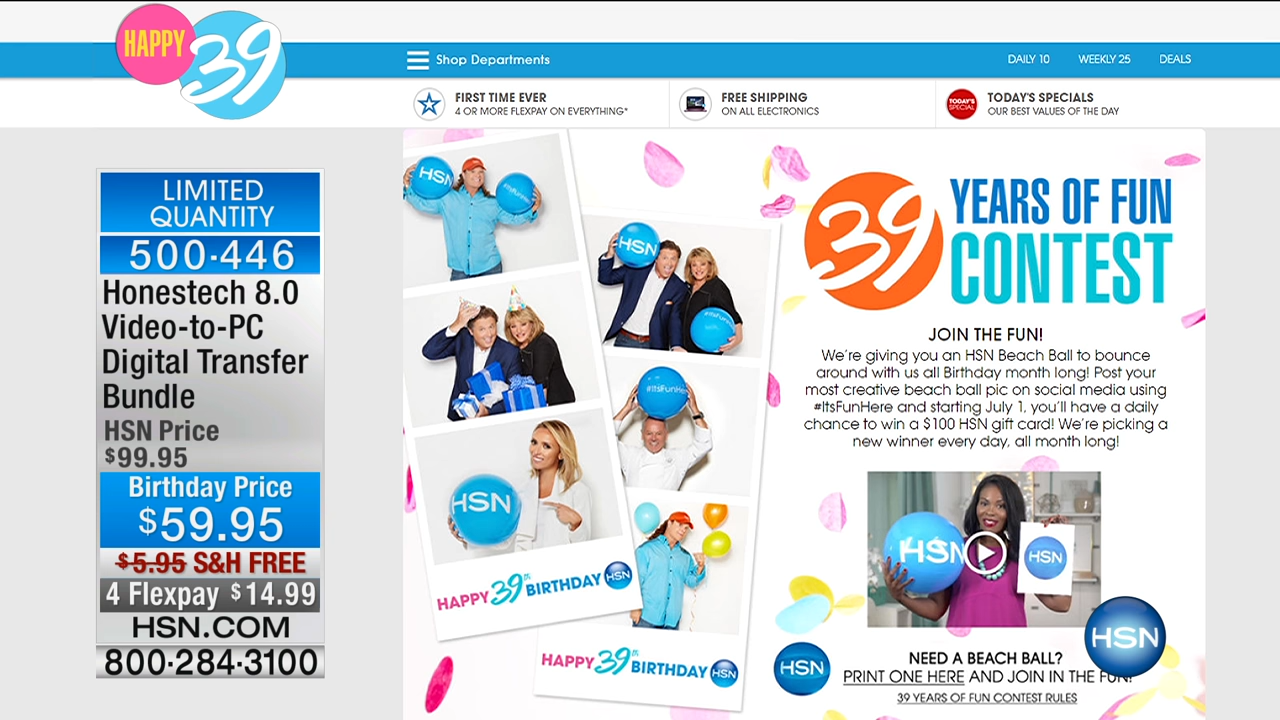 HAPPY
39
Shop Departments
DAILY 10
WEEKLY 25
DEALS
FIRST TIME EVER
4 OR MORE FLEXPAY ON EVERYTHING*
FREE SHIPPING
ON ALL ELECTRONICS
TODAY'S SPECIAL
TODAY'S SPECIALS
OUR BEST VALUES OF THE DAY
LIMITED
QUANTITY
500-446
Honestech 8.0
Video-to-PC
Digital Transfer
Bundle
HSN Price
$99.95
Birthday Price
$59.95
$5.95 S&H FREE
4 Flexpay $14.99
HSN.COM
800-284-3100
HSN
#ItsFunHere
HSN
#ItsFunHere
#ItsFunHere
HSN
HAPPY 39th BIRTHDAY HSN
HAPPY 39th BIRTHDAY HSN
39 YEARS OF FUN
CONTEST
JOIN THE FUN!
We're giving you an HSN Beach Ball to bounce
around with us all Birthday month long! Post your
most creative beach ball pic on social media using
#ItsFunHere and starting July 1, you'll have a daily
chance to win a $100 HSN gift card! We're picking a
new winner every day, all month long!
HSN
HSN
HSN
HSN
NEED A BEACH BALL?
PRINT ONE HERE AND JOIN IN THE FUN!
39 YEARS OF FUN CONTEST RULES